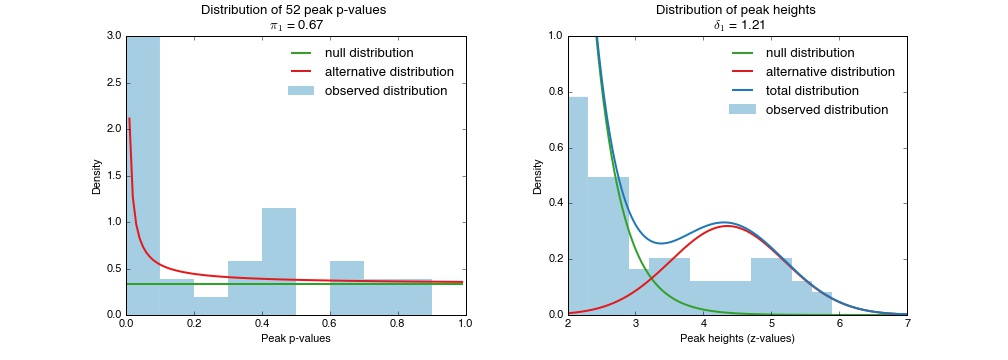 Distribution of 52 peak p-values
π₁ = 0.67
3.0
2.5
2.0
1.5
1.0
0.5
0.0
Density
null distribution
alternative distribution
observed distribution
0.0 0.2 0.4 0.6 0.8 1.0
Peak p-values
Distribution of peak heights
δ₁ = 1.21
1.0
0.8
0.6
0.4
0.2
0.0
Density
null distribution
alternative distribution
total distribution
observed distribution
2 3 4 5 6 7
Peak heights (z-values)